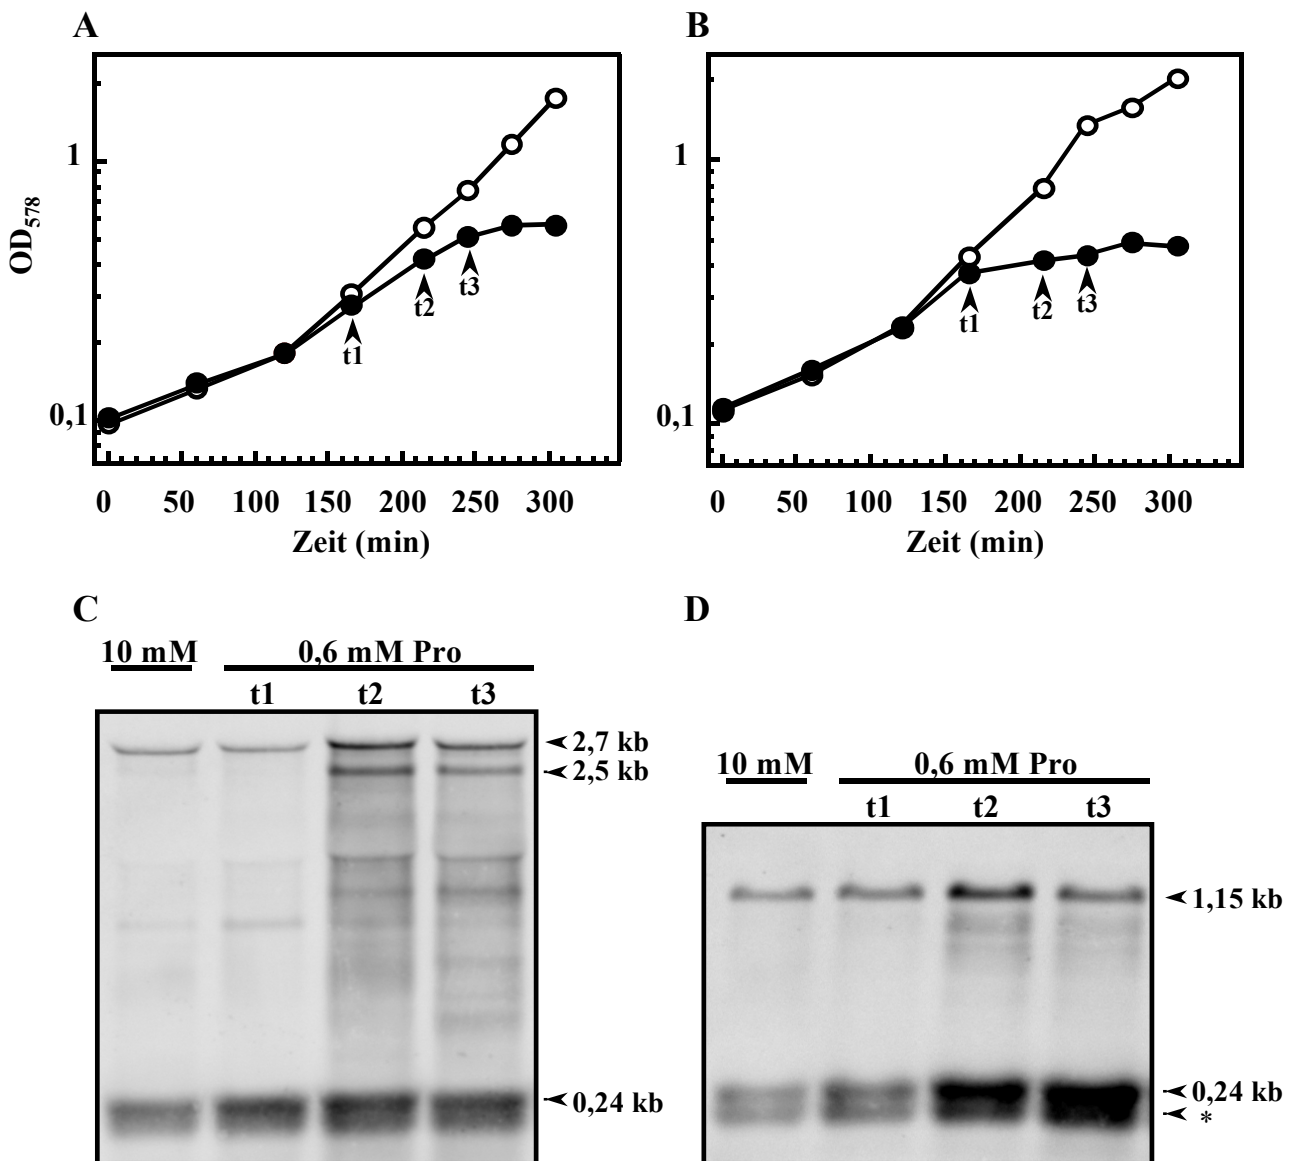 A
B
1
0,1
OD578
t1
t2
t3
0 50 100 150 200 250 300
Zeit (min)
1
0,1
t1
t2
t3
0 50 100 150 200 250 300
Zeit (min)
C
10 mM 0,6 mM Pro
t1 t2 t3
2,7 kb
2,5 kb
0,24 kb
D
10 mM 0,6 mM Pro
t1 t2 t3
1,15 kb
0,24 kb
*